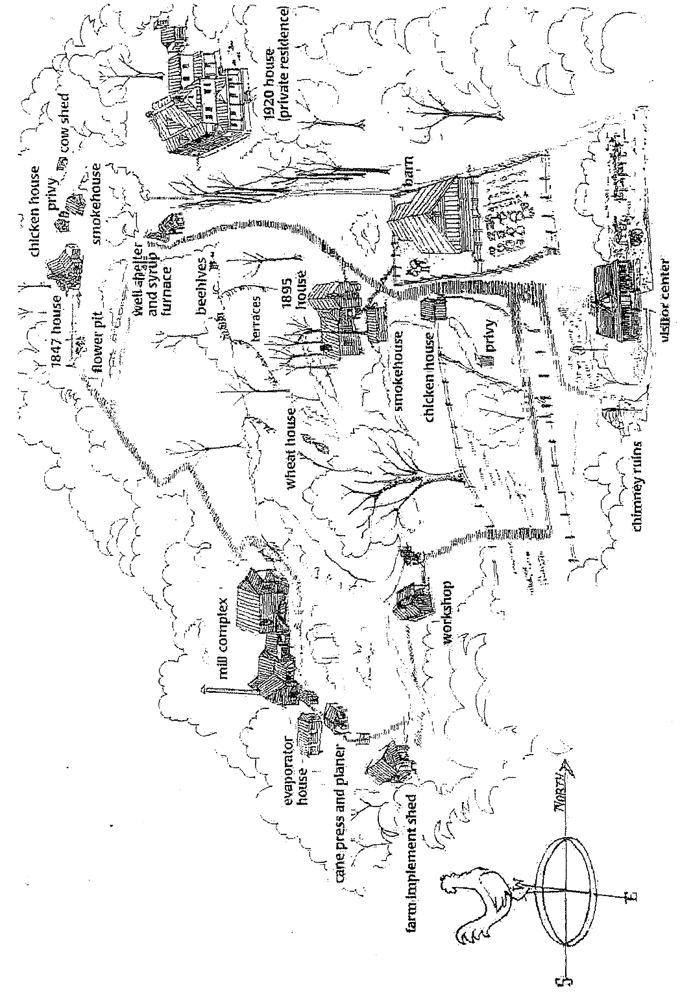 chicken house
privy
1847 house
cow shed
smokehouse
flower pit
well shelter
and syrup
furnace
beehives
mill complex
terraces
1920 house
(private residence)
1895
house
evaporator
house
wheat house
cane press and planer
smokehouse
barn
farm implement shed
chicken house
workshop
privy
W
S
NORTH
E
chimney ruins
visitor center